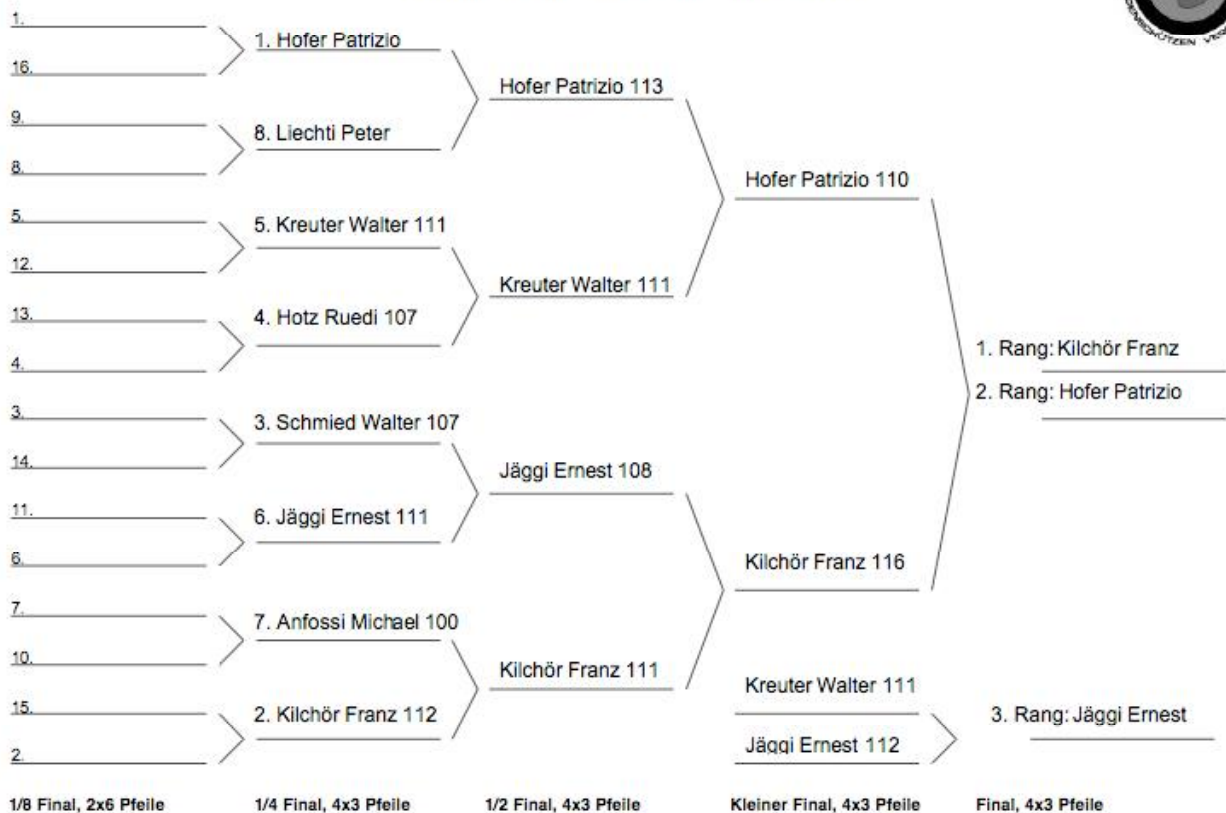 1.
16.
9.
8.
5.
12.
13.
4.
3.
14.
11.
6.
7.
10.
15.
2.
1. Hofer Patrizio
8. Liechti Peter
5. Kreuter Walter 111
4. Hotz Ruedi 107
3. Schmied Walter 107
6. Jäggi Ernest 111
7. Anfossi Michael 100
2. Kilchör Franz 112
Hofer Patrizio 113
Kreuter Walter 111
Jäggi Ernest 108
Kilchör Franz 111
Hofer Patrizio 110
Kilchör Franz 116
Kreuter Walter 111
Jäggi Ernest 112
1. Rang: Kilchör Franz
2. Rang: Hofer Patrizio
3. Rang: Jäggi Ernest
1/8 Final, 2x6 Pfeile
1/4 Final, 4x3 Pfeile
1/2 Final, 4x3 Pfeile
Kleiner Final, 4x3 Pfeile
Final, 4x3 Pfeile